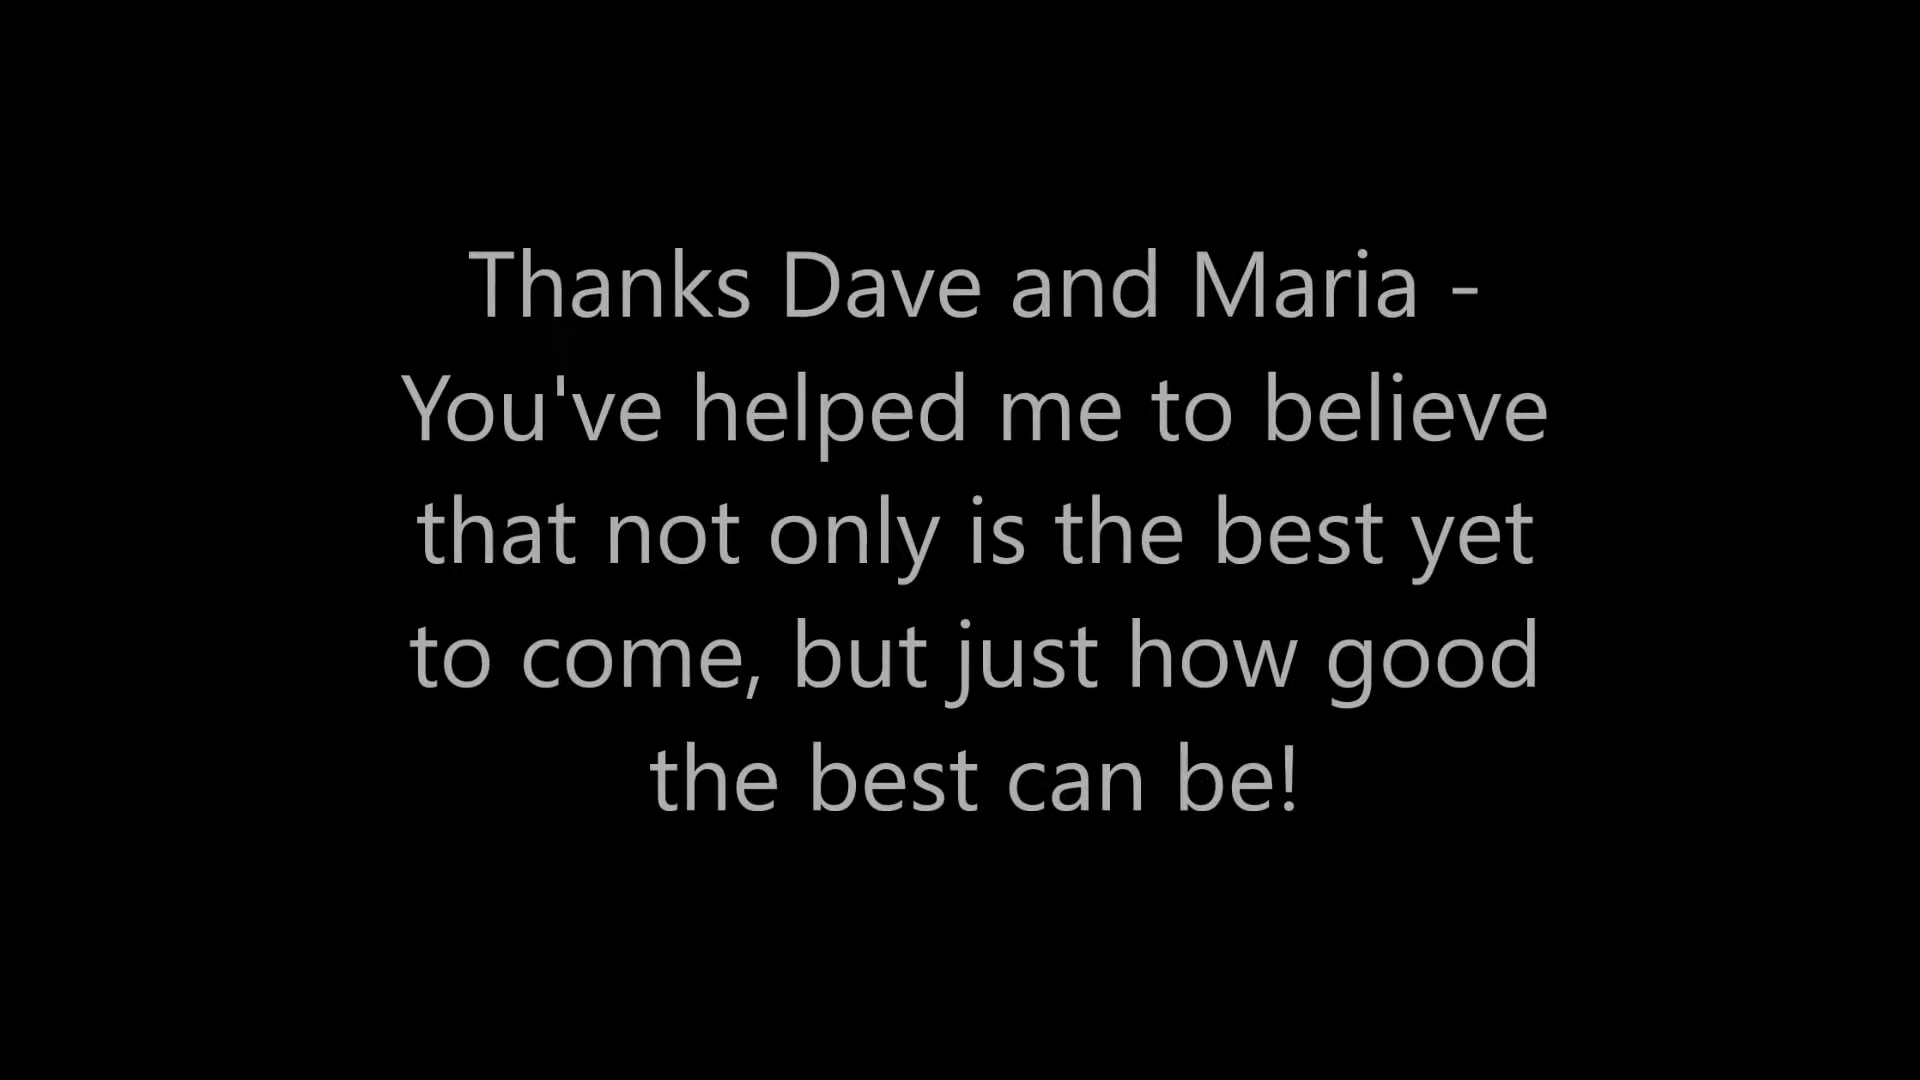 Thanks Dave and Maria -
You've helped me to believe
that not only is the best yet
to come, but just how good
the best can be!